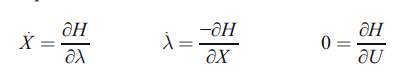 Ẋ = ∂H/∂λ    λ̇ = −∂H/∂X    0 = ∂H/∂U